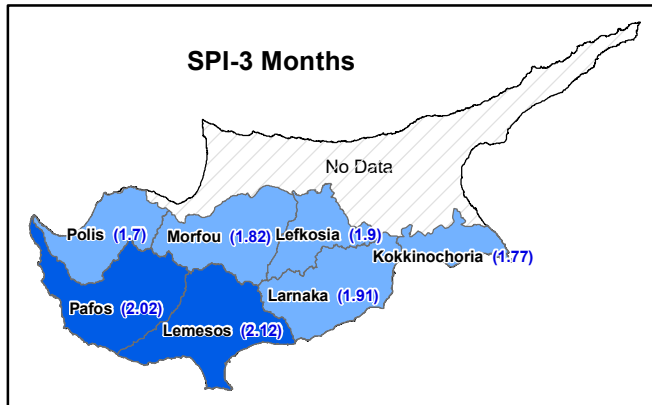 SPI-3 Months
No Data
Polis (1.7)
Morfou (1.82)
Lefkosia (1.9)
Kokkinochoria (1.77)
Pafos (2.02)
Lemesos (2.12)
Larnaka (1.91)